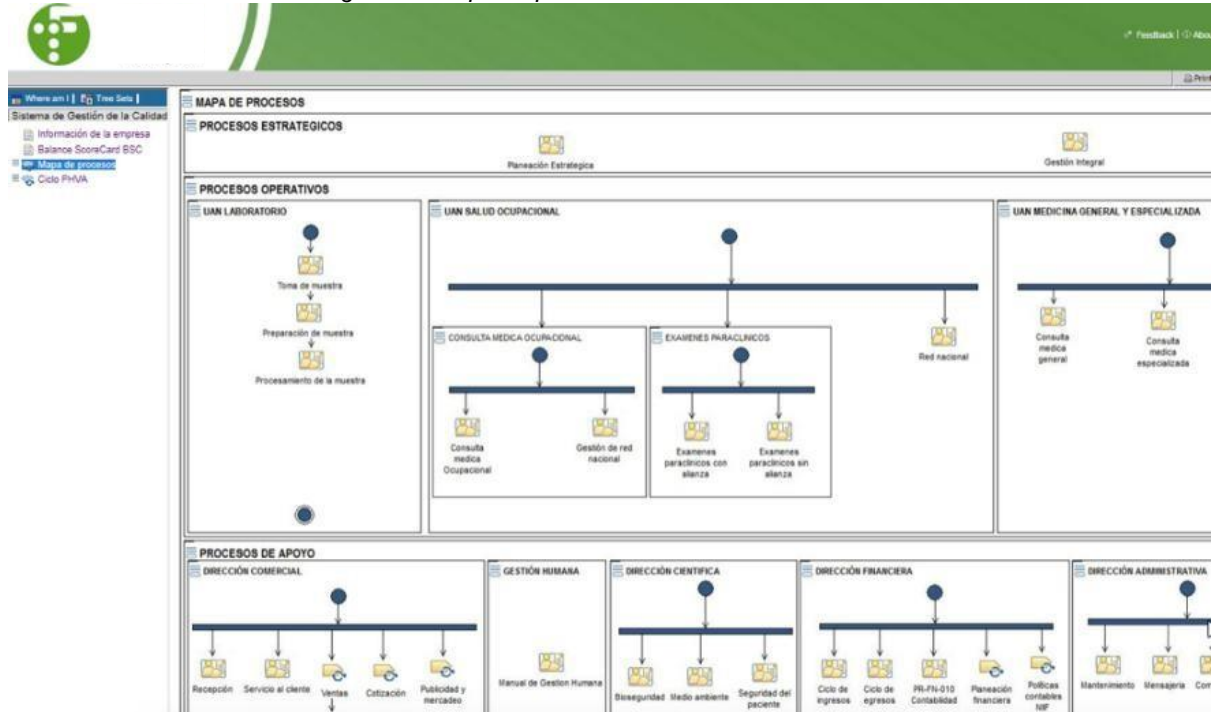 Feedback
Abou
Print
Where am I | Tree Sets |
Sistema de Gestión de la Calidad
Información de la empresa
Balance ScoraCard BSC
Mapa de procesos
Ciclo PHVA
MAPA DE PROCESOS
PROCESOS ESTRATEGICOS
Planeación Estrategica
Gestión Integral
PROCESOS OPERATIVOS
UAN LABORATORIO
Toma de muestra
Preparación de muestra
Procesamiento de la muestra
UAN SALUD OCUPACIONAL
CONSULTA MEDICA OCUPACIONAL
Consulta
medica
Ocupacional
Gestión de red
nacional
EXAMENES PARACLINICOS
Examenes
paraclinicos con
alianza
Examenes
paraclinicos sin
alianza
Red nacional
UAN MEDICINA GENERAL Y ESPECIALIZADA
Consulta
medica
general
Consulta
medica
especializada
PROCESOS DE APOYO
DIRECCIÓN COMERCIAL
Recepción
Servicio al cliente
Ventas
Cotización
Publicidad y
mercadeo
GESTIÓN HUMANA
Manual de Gestion Humana
DIRECCIÓN CIENTIFICA
Bioseguridad
Medio ambiente
Seguridad del
paciente
DIRECCIÓN FINANCIERA
Ciclo de
ingresos
Ciclo de
egresos
PR-FN-010
Contabilidad
Planeación
financiera
Políticas
contables
NIIF
DIRECCIÓN ADMINISTRATIVA
Mantenimiento
Mensajeria
Com